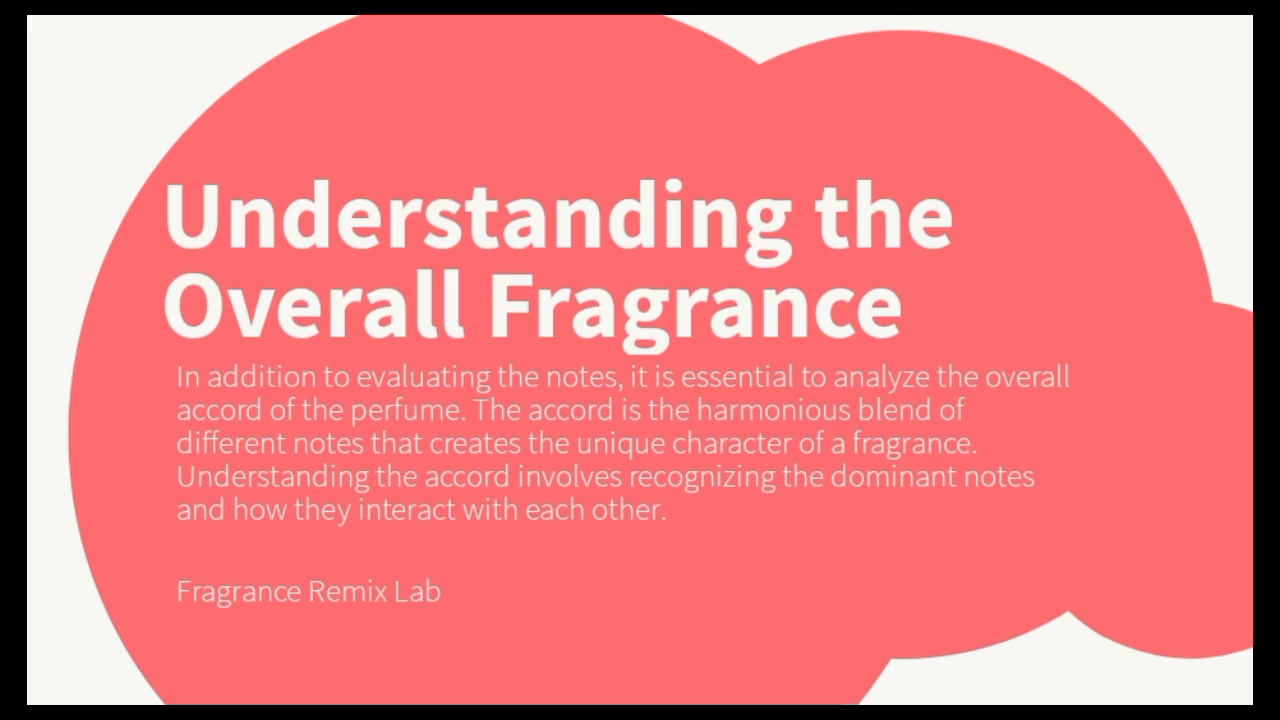 Understanding the
Overall Fragrance
In addition to evaluating the notes, it is essential to analyze the overall
accord of the perfume. The accord is the harmonious blend of
different notes that creates the unique character of a fragrance.
Understanding the accord involves recognizing the dominant notes
and how they interact with each other.
Fragrance Remix Lab